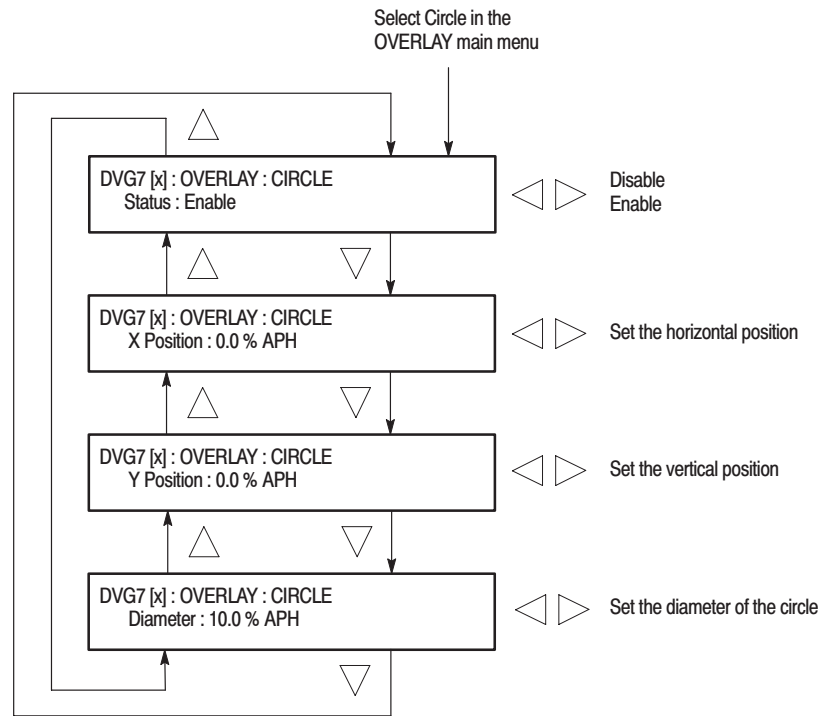 Select Circle in the
OVERLAY main menu
DVG7 [x] : OVERLAY : CIRCLE
Status : Enable
Disable
Enable
DVG7 [x] : OVERLAY : CIRCLE
X Position : 0.0 % APH
Set the horizontal position
DVG7 [x] : OVERLAY : CIRCLE
Y Position : 0.0 % APH
Set the vertical position
DVG7 [x] : OVERLAY : CIRCLE
Diameter : 10.0 % APH
Set the diameter of the circle